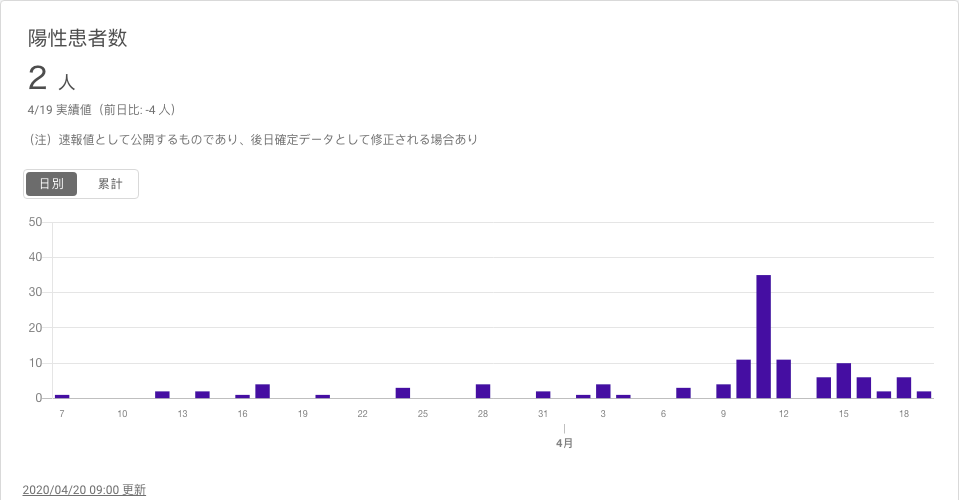 陽性患者数
2 人
4/19 実績値（前日比: -4 人）
（注）速報値として公開するものであり、後日確定データとして修正される場合あり
日別 累計
50
40
30
20
10
0
7 10 13 16 19 22 25 28 31 3 6 9 12 15 18
4月
2020/04/20 09:00 更新